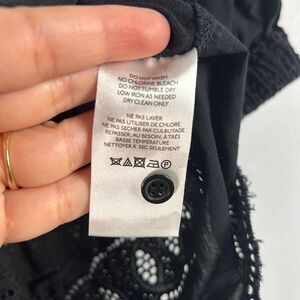 DO NOT WASH
NO CHLORINE BLEACH
DO NOT TUMBLE DRY
LOW IRON AS NEEDED
DRY CLEAN ONLY
NE PAS LAVER
NE PAS UTILISER DE CHLORE
NE PAS SECHER PAR CULBUTAGE
REPASSER, AU BESOIN, À TRÈS
BASSE TEMPÉRATURE
NETTOYER À SEC SEULEMENT